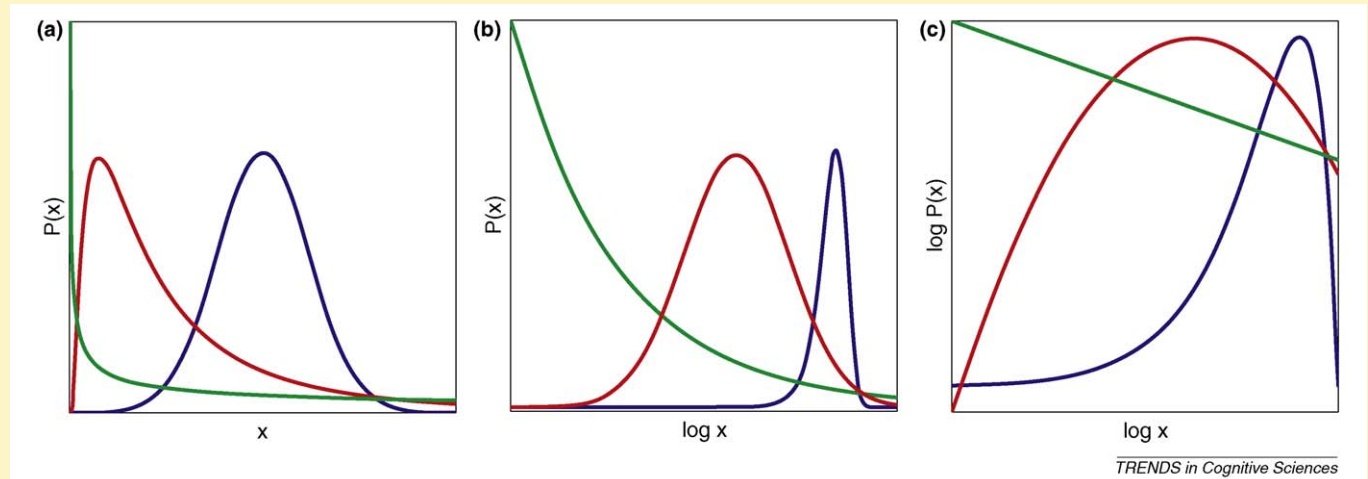 (a)
P(x)
x
(b)
P(x)
log x
(c)
log P(x)
log x
TRENDS in Cognitive Sciences